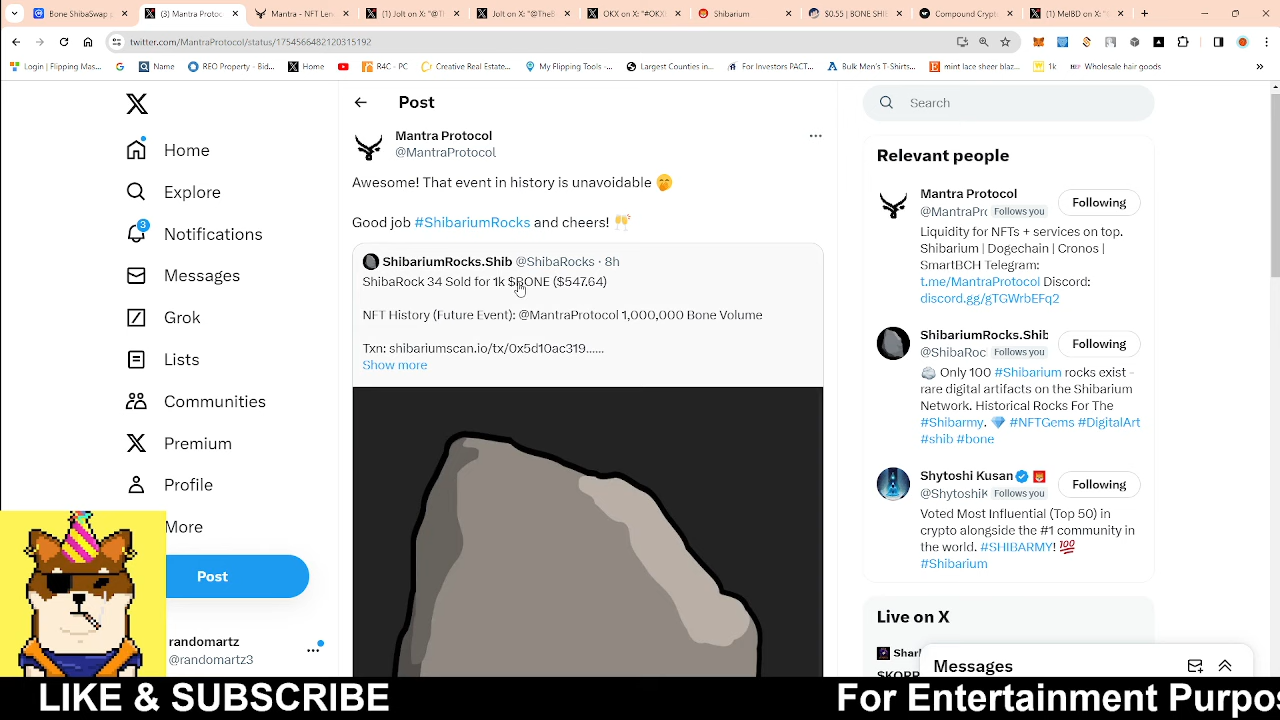 Bone ShibaSwap p
(3) Mantra Protoc
Mantra - NFT Lenc
(1) Jolt on X: "@
Jolt on X: "@TheB
OKX on X: "#OKXL
Shibarium
$0.55 BONE SHIB
Compound Crypto
(1) MelBD on X: "
twitter.com/MantraProtocol/status/1754566482120315192
Login | Flipping Mas...
Name
REO Property - Bid...
Home
R4C - PC
Creative Real Estate...
My Flipping Tools -...
Largest Counties in...
For Investors PACT...
Bulk Men's T-Shirts...
mint lace sheer blaz...
1k
Wholesale hair goods
Home
Explore
3
Notifications
Messages
Grok
Lists
Communities
Premium
Profile
More
Post
randomartz
@randomartz3
Post
Mantra Protocol
@MantraProtocol
Awesome! That event in history is unavoidable 🤭
Good job #ShibariumRocks and cheers! 🥂
ShibariumRocks.Shib @ShibaRocks · 8h
ShibaRock 34 Sold for 1k $BONE ($547.64)
NFT History (Future Event): @MantraProtocol 1,000,000 Bone Volume
Txn: shibariumscan.io/tx/0x5d10ac319......
Show more
Search
Relevant people
Mantra Protocol
@MantraPro Follows you
Following
Liquidity for NFTs + services on top.
Shibarium | Dogechain | Cronos |
SmartBCH Telegram:
t.me/MantraProtocol Discord:
discord.gg/gTGWrbEFq2
ShibariumRocks.Shib
@ShibaRoc Follows you
Following
🪨 Only 100 #Shibarium rocks exist -
rare digital artifacts on the Shibarium
Network. Historical Rocks For The
#Shibarmy. 💎 #NFTGems #DigitalArt
#shib #bone
Shytoshi Kusan
@ShytoshiK Follows you
Following
Voted Most Influential (Top 50) in
crypto alongside the #1 community in
the world. #SHIBARMY! 💯
#Shibarium
Live on X
Shar
SKORP
Messages
LIKE & SUBSCRIBE
For Entertainment Purpos